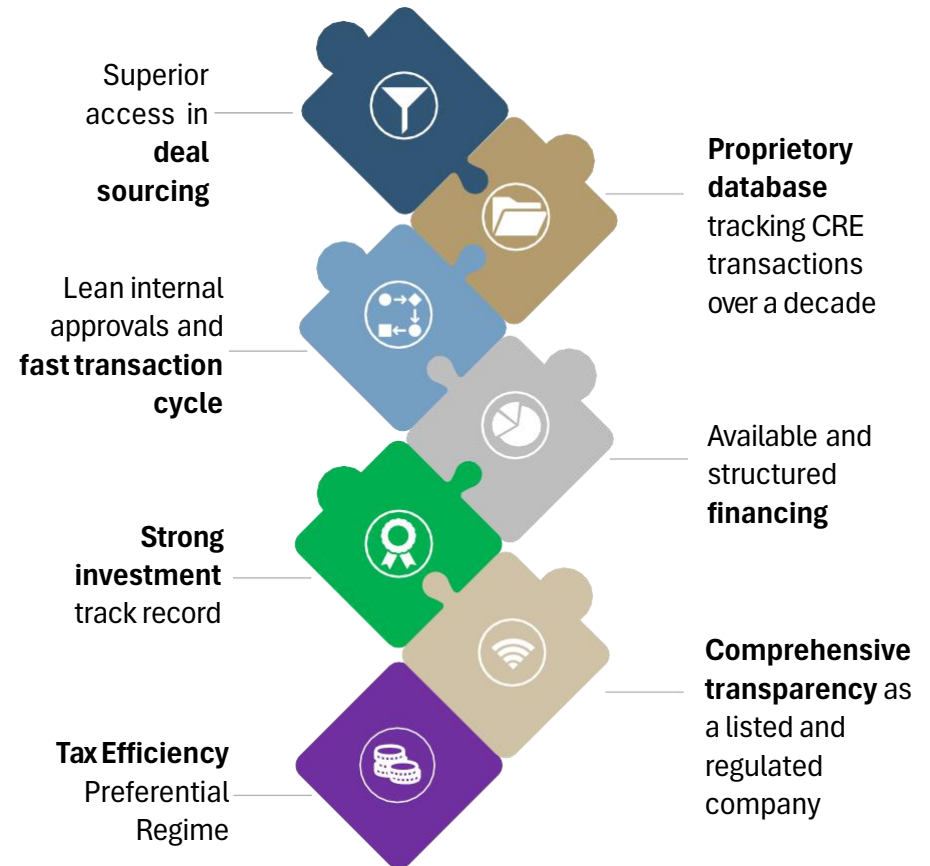 Superior
access in
deal
sourcing
Proprietory
database
tracking CRE
transactions
over a decade
Lean internal
approvals and
fast transaction
cycle
Available and
structured
financing
Strong
investment
track record
Comprehensive
transparency as
a listed and
regulated
company
Tax Efficiency
Preferential
Regime